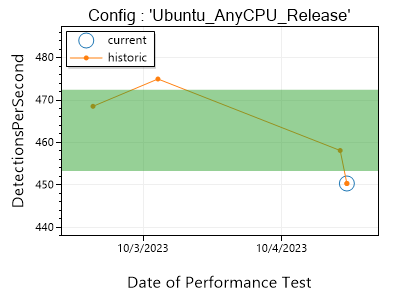 Config : 'Ubuntu_AnyCPU_Release'
current
historic
480
470
460
450
440
DetectionsPerSecond
10/3/2023
10/4/2023
Date of Performance Test